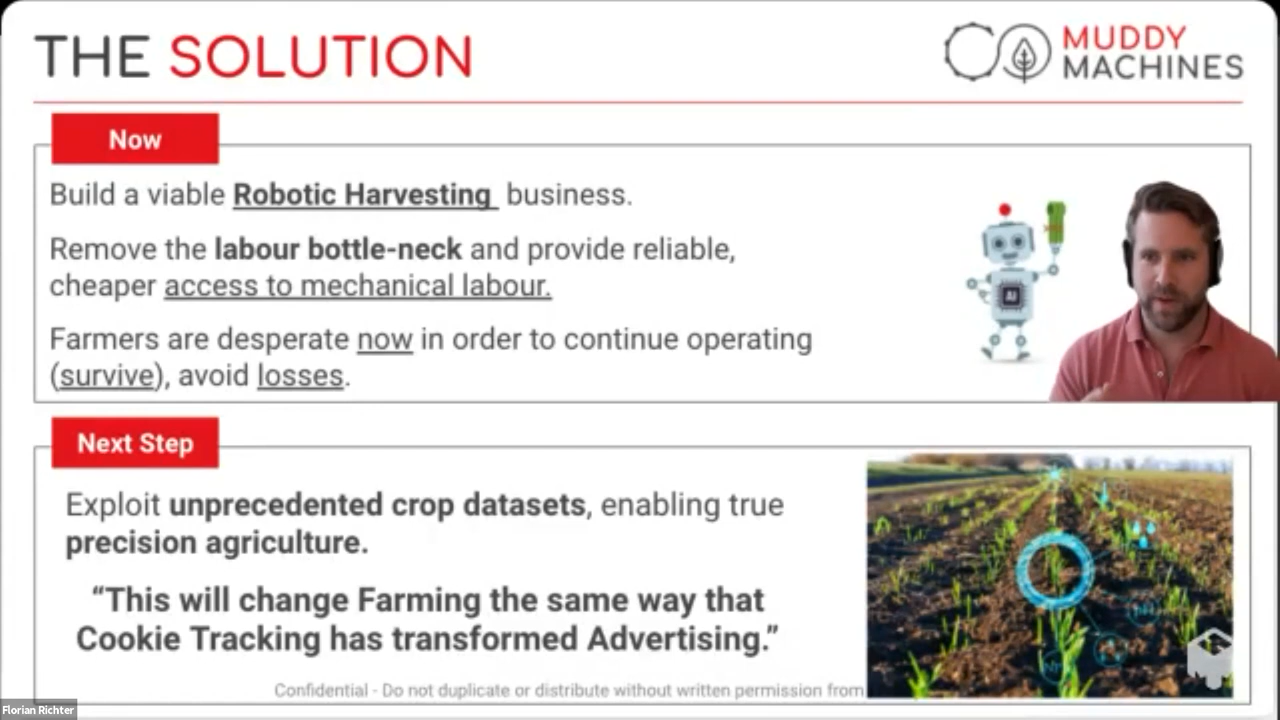 THE SOLUTION
MUDDY
MACHINES
Now
Build a viable Robotic Harvesting business.
Remove the labour bottle-neck and provide reliable,
cheaper access to mechanical labour.
Farmers are desperate now in order to continue operating
(survive), avoid losses.
AI
Next Step
Exploit unprecedented crop datasets, enabling true
precision agriculture.
“This will change Farming the same way that
Cookie Tracking has transformed Advertising.”
Confidential - Do not duplicate or distribute without written permission from
Florian Richter